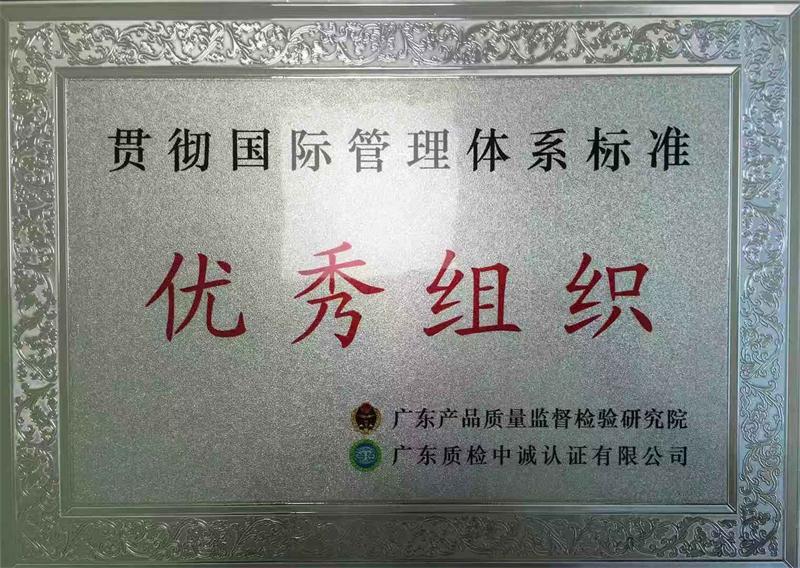 贯彻国际管理体系标准
优秀组织
广东产品质量监督检验研究院
广东质检中诚认证有限公司